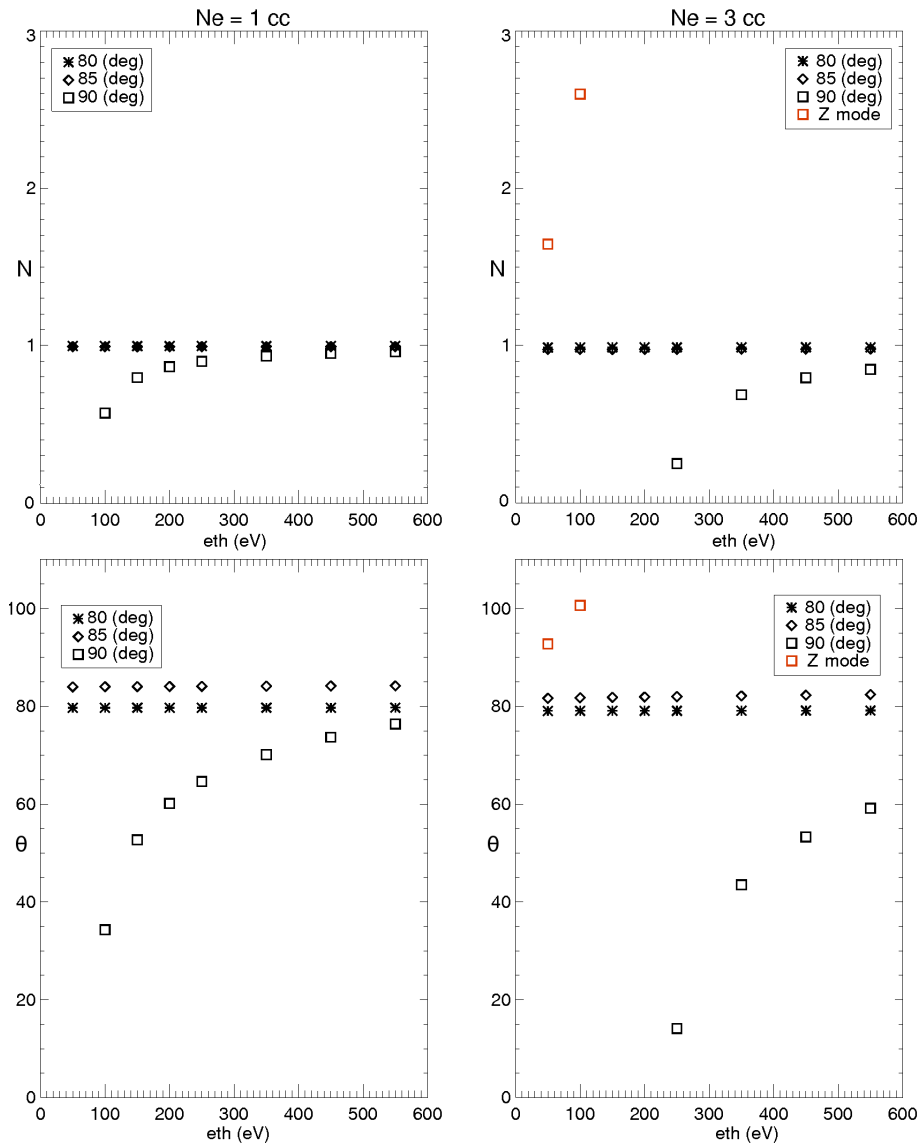 Ne = 1 cc
3
2
1
0
N
80 (deg)
85 (deg)
90 (deg)
0 100 200 300 400 500 600
eth (eV)
Ne = 3 cc
3
2
1
0
N
80 (deg)
85 (deg)
90 (deg)
Z mode
0 100 200 300 400 500 600
eth (eV)
100
80
60
40
20
0
θ
80 (deg)
85 (deg)
90 (deg)
0 100 200 300 400 500 600
eth (eV)
100
80
60
40
20
0
θ
80 (deg)
85 (deg)
90 (deg)
Z mode
0 100 200 300 400 500 600
eth (eV)